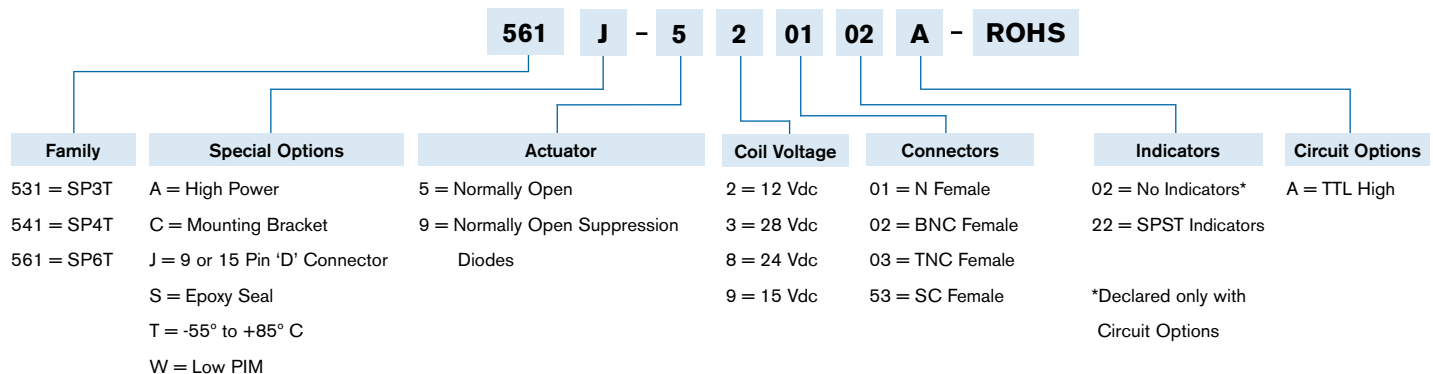 561 J – 5 2 01 02 A – ROHS
Family
531 = SP3T
541 = SP4T
561 = SP6T
Special Options
A = High Power
C = Mounting Bracket
J = 9 or 15 Pin ‘D’ Connector
S = Epoxy Seal
T = -55° to +85° C
W = Low PIM
Actuator
5 = Normally Open
9 = Normally Open Suppression
Diodes
Coil Voltage
2 = 12 Vdc
3 = 28 Vdc
8 = 24 Vdc
9 = 15 Vdc
Connectors
01 = N Female
02 = BNC Female
03 = TNC Female
53 = SC Female
Indicators
02 = No Indicators*
22 = SPST Indicators
*Declared only with
Circuit Options
Circuit Options
A = TTL High